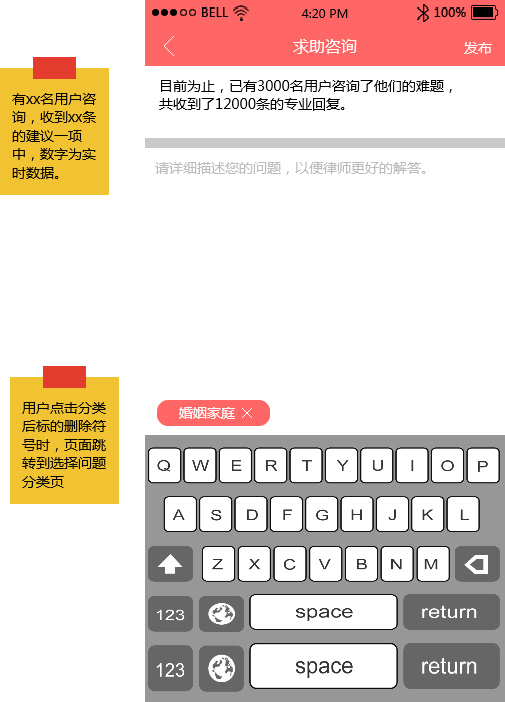 BELL
4:20 PM
100%
求助咨询
发布
目前为止，已有3000名用户咨询了他们的难题，
共收到了12000条的专业回复。
有xx名用户咨
询，收到xx条
的建议一项
中，数字为实
时数据。
请详细描述您的问题，以便律师更好的解答。
用户点击分类
后标的删除符
号时，页面跳
转到选择问题
分类页
婚姻家庭
Q W E R T Y U I O P
A S D F G H J K L
Z X C V B N M
123 space return
123 space return